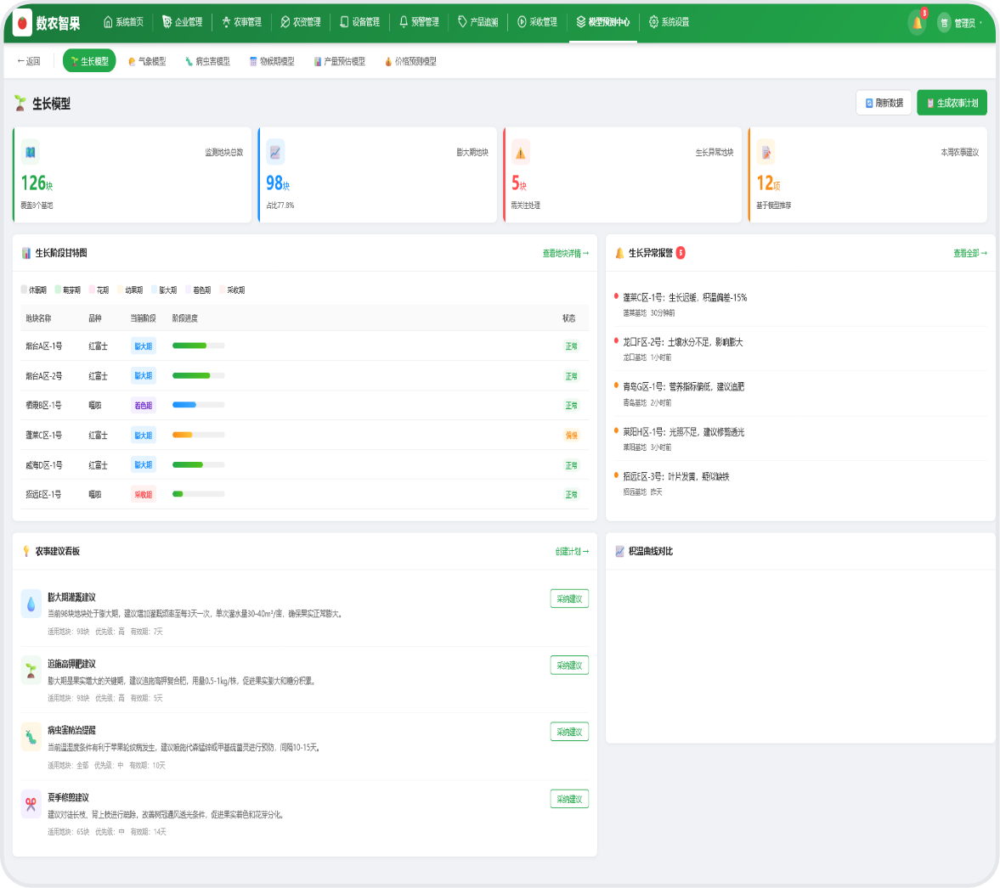 数农智果 系统首页 企业管理 农事管理 农资管理 设备管理 预警管理 产品追溯 采收管理 模型预测中心 系统设置 3 管 管理员
←返回 生长模型 气象模型 病虫害模型 物候期模型 产量预估模型 价格预测模型
生长模型 刷新数据 生成农事计划
监测地块总数
126块
覆盖8个基地
膨大期地块
98块
占比77.8%
生长异常地块
5块
需关注处理
本周农事建议
12项
基于模型推荐
生长阶段甘特图 查看地块详情→
休眠期 萌芽期 花期 幼果期 膨大期 着色期 采收期
地块名称 品种 当前阶段 阶段进度 状态
烟台A区-1号 红富士 膨大期 正常
烟台A区-2号 红富士 膨大期 正常
栖霞B区-1号 嘎啦 着色期 正常
蓬莱C区-1号 红富士 膨大期 偏慢
威海D区-1号 红富士 膨大期 正常
招远E区-1号 嘎啦 采收期 正常
生长异常报警 5 查看全部→
蓬莱C区-1号：生长迟缓，积温偏差-15%
蓬莱基地 30分钟前
龙口F区-2号：土壤水分不足，影响膨大
龙口基地 1小时前
青岛G区-1号：营养指标偏低，建议追肥
青岛基地 2小时前
莱阳H区-1号：光照不足，建议修剪透光
莱阳基地 3小时前
招远E区-3号：叶片发黄，疑似缺铁
招远基地 昨天
农事建议看板 创建计划→
膨大期灌溉建议 采纳建议
当前98块地块处于膨大期，建议增加灌溉频率至每3天一次，单次灌水量30-40m³/亩，确保果实正常膨大。
适用地块：98块 优先级：高 有效期：7天
追施高钾肥建议 采纳建议
膨大期是果实增大的关键期，建议追施高钾复合肥，用量0.5-1kg/株，促进果实膨大和糖分积累。
适用地块：98块 优先级：高 有效期：5天
病虫害防治提醒 采纳建议
当前温湿度条件有利于苹果轮纹病发生，建议喷施代森锰锌或甲基硫菌灵进行预防，间隔10-15天。
适用地块：全部 优先级：中 有效期：10天
夏季修剪建议 采纳建议
建议对徒长枝、背上枝进行疏除，改善树冠通风透光条件，促进果实着色和花芽分化。
适用地块：65块 优先级：中 有效期：14天
积温曲线对比